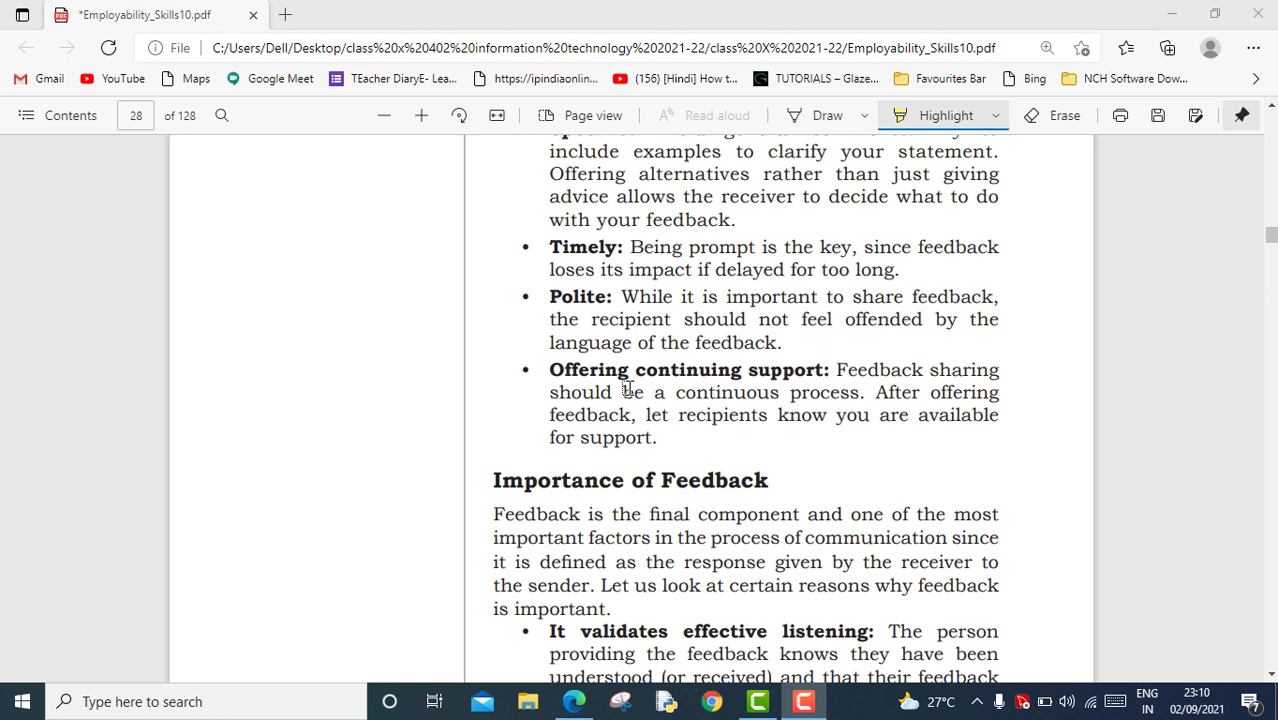 *Employability_Skills10.pdf
File C:/Users/Dell/Desktop/class%20x%20402%20information%20technology%202021-22/class%20X%202021-22/Employability_Skills10.pdf
Gmail YouTube Maps Google Meet TEacher DiaryE- Lea... https://ipindiaonlin... (156) [Hindi] How t... TUTORIALS – Glaze... Favourites Bar Bing NCH Software Dow...
Contents 28 of 128 Page view Read aloud Draw Highlight Erase
include examples to clarify your statement.
Offering alternatives rather than just giving
advice allows the receiver to decide what to do
with your feedback.
• Timely: Being prompt is the key, since feedback
loses its impact if delayed for too long.
• Polite: While it is important to share feedback,
the recipient should not feel offended by the
language of the feedback.
• Offering continuing support: Feedback sharing
should be a continuous process. After offering
feedback, let recipients know you are available
for support.
Importance of Feedback
Feedback is the final component and one of the most
important factors in the process of communication since
it is defined as the response given by the receiver to
the sender. Let us look at certain reasons why feedback
is important.
• It validates effective listening: The person
providing the feedback knows they have been
understood (or received) and that their feedback
Type here to search 27°C ENG 23:10
IN 02/09/2021 7